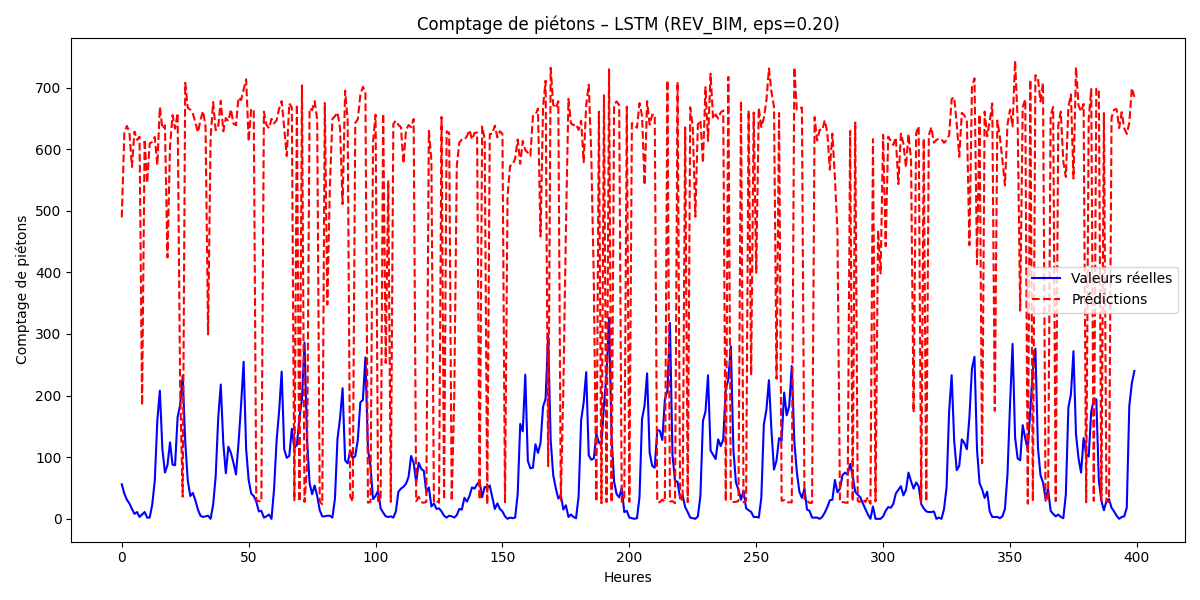 Comptage de piétons – LSTM (REV_BIM, eps=0.20)
Comptage de piétons
700
600
500
400
300
200
100
0
Valeurs réelles
Prédictions
0 50 100 150 200 250 300 350 400
Heures